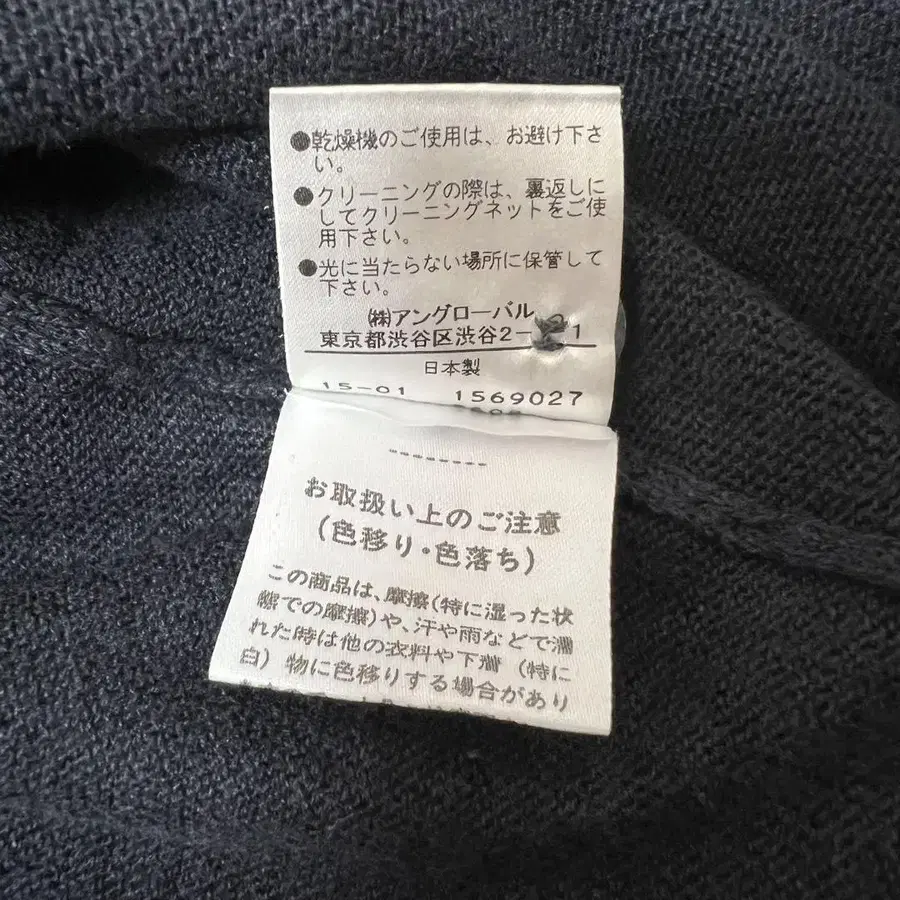 ●乾燥機のご使用は、お避け下さ
い。
●クリーニングの際は、裏返しに
してクリーニングネットをご使
用下さい。
●光に当たらない場所に保管して
下さい。
㈱アングローバル
東京都渋谷区渋谷2-
日本製
15-01 1569027
--------
お取扱い上のご注意
(色移り・色落ち)
この商品は、摩擦(特に湿った状
態での摩擦)や、汗や雨などで濡
れた時は他の衣料や下着 (特に
白) 物に色移りする場合があり